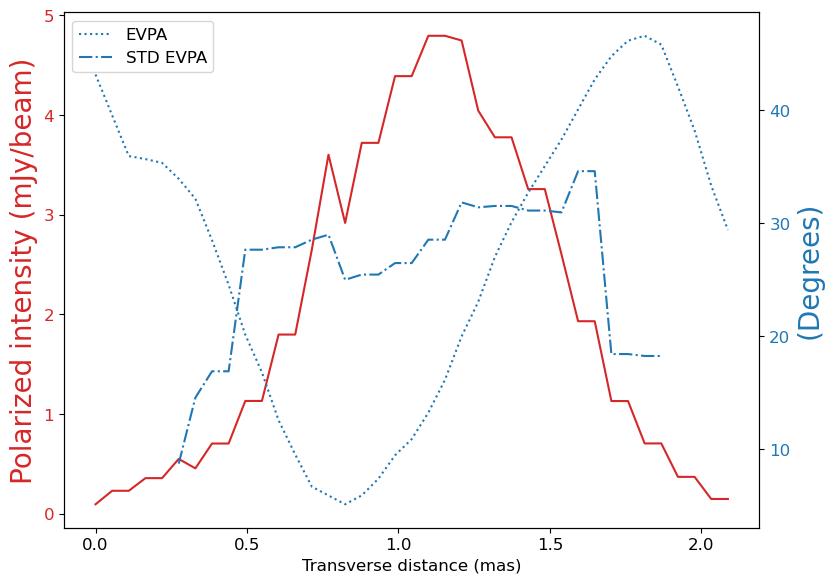 EVPA
STD EVPA
Polarized intensity (mJy/beam)
5
4
3
2
1
0
40
30
20
10
(Degrees)
0.0 0.5 1.0 1.5 2.0
Transverse distance (mas)